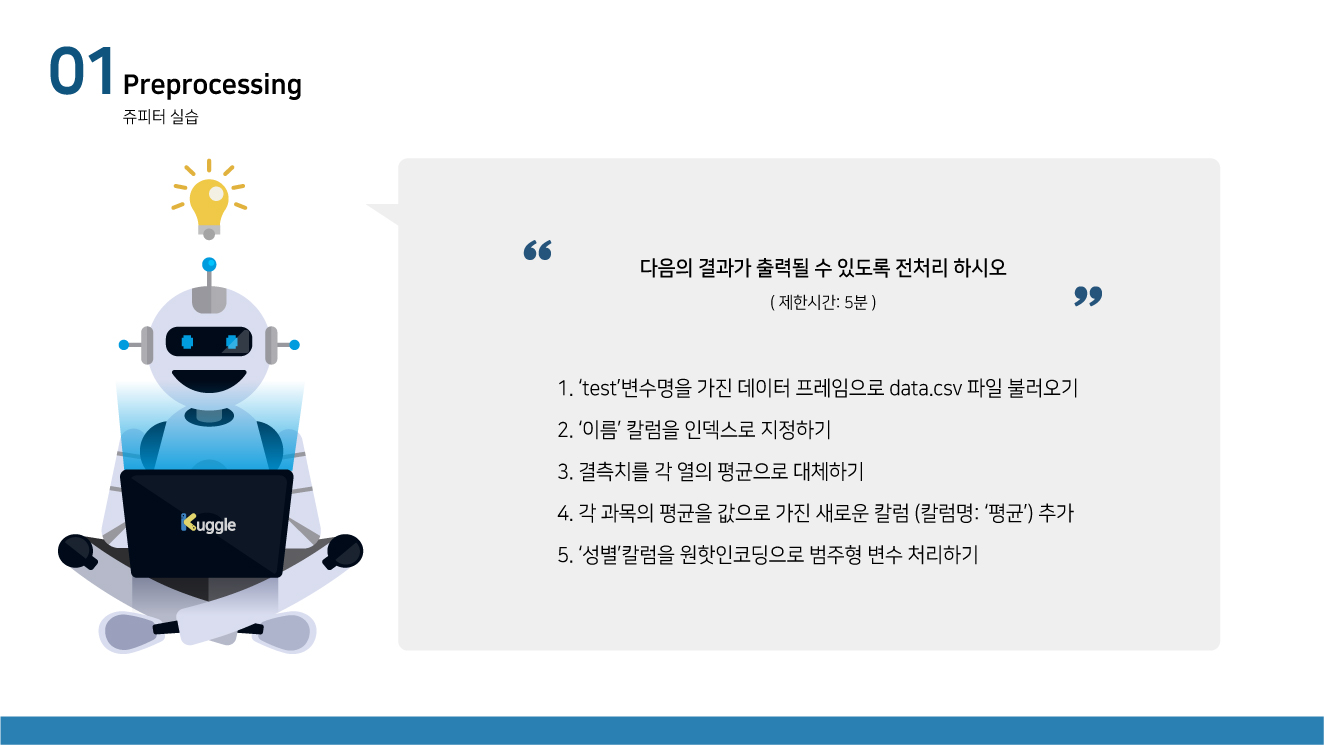 01 Preprocessing
쥬피터 실습
“ 다음의 결과가 출력될 수 있도록 전처리 하시오
( 제한시간: 5분 ) ”
1. ‘test’변수명을 가진 데이터 프레임으로 data.csv 파일 불러오기
2. ‘이름’ 칼럼을 인덱스로 지정하기
3. 결측치를 각 열의 평균으로 대체하기
4. 각 과목의 평균을 값으로 가진 새로운 칼럼 (칼럼명: ‘평균’) 추가
5. ‘성별’칼럼을 원핫인코딩으로 범주형 변수 처리하기
Kuggle